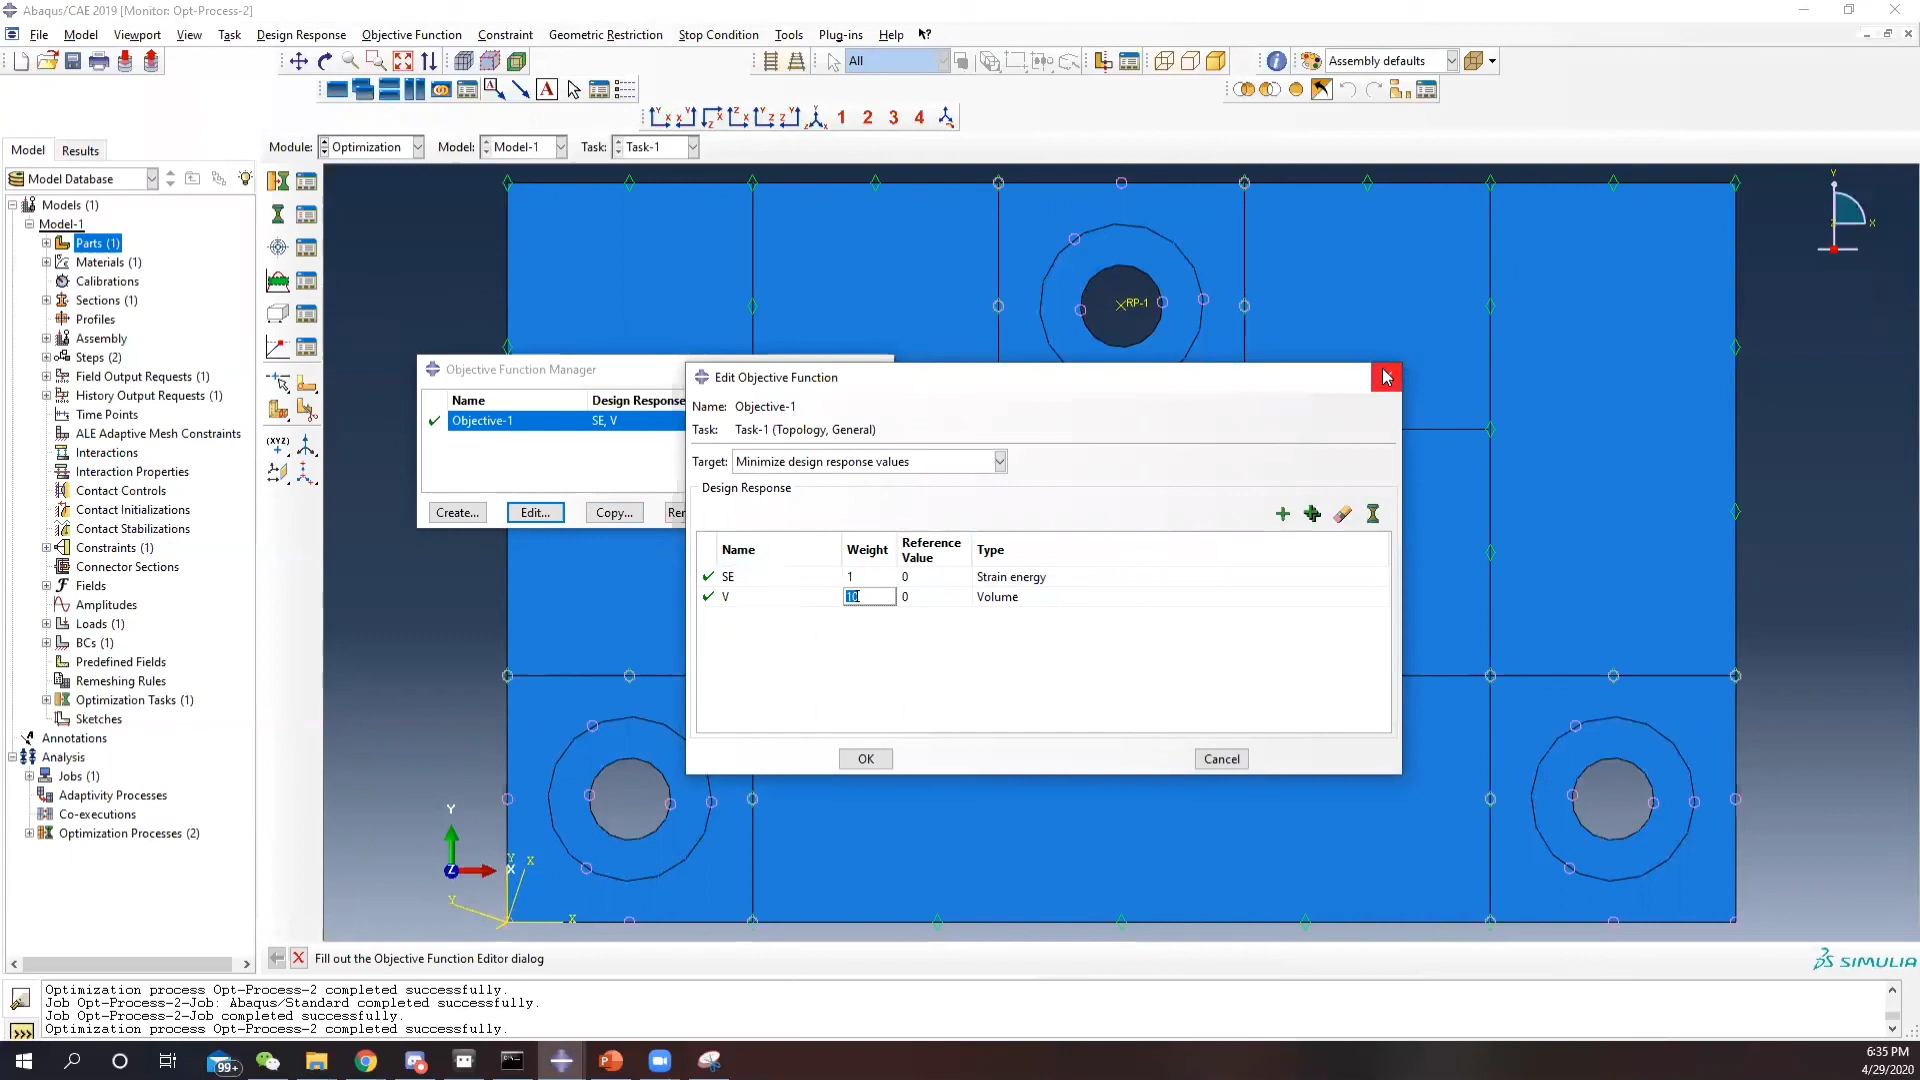 Abaqus/CAE 2019 [Monitor: Opt-Process-2]
File Model Viewport View Task Design Response Objective Function Constraint Geometric Restriction Stop Condition Tools Plug-ins Help
All
Assembly defaults
1 2 3 4
Model Results
Module: Optimization Model: Model-1 Task: Task-1
Model Database
Models (1)
Model-1
Parts (1)
Materials (1)
Calibrations
Sections (1)
Profiles
Assembly
Steps (2)
Field Output Requests (1)
History Output Requests (1)
Time Points
ALE Adaptive Mesh Constraints
Interactions
Interaction Properties
Contact Controls
Contact Initializations
Contact Stabilizations
Constraints (1)
Connector Sections
Fields
Amplitudes
Loads (1)
BCs (1)
Predefined Fields
Remeshing Rules
Optimization Tasks (1)
Sketches
Annotations
Analysis
Jobs (1)
Adaptivity Processes
Co-executions
Optimization Processes (2)
RP-1
Y
X
Objective Function Manager
Name Design Response
Objective-1 SE, V
Create... Edit... Copy... Rer
Edit Objective Function
Name: Objective-1
Task: Task-1 (Topology, General)
Target: Minimize design response values
Design Response
Name Weight Reference Value Type
SE 1 0 Strain energy
V 10 0 Volume
OK Cancel
Y
Z
X
Y
X
Y
X
Fill out the Objective Function Editor dialog
SIMULIA
Optimization process Opt-Process-2 completed successfully.
Job Opt-Process-2-Job: Abaqus/Standard completed successfully.
Job Opt-Process-2-Job completed successfully.
Optimization process Opt-Process-2 completed successfully.
99+
6:35 PM
4/29/2020